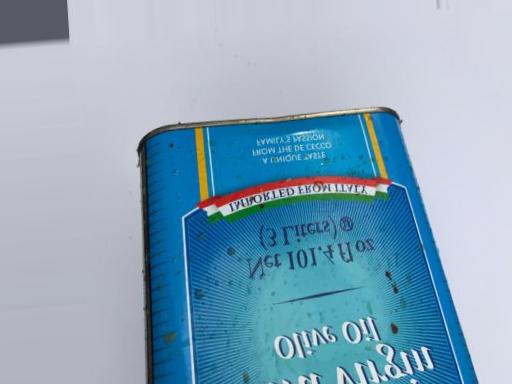 Virgin
Olive Oil
Net 101.4 fl oz
(3 Liters) ®
IMPORTED FROM ITALY
A UNIQUE TASTE
FROM THE DE CECCO
FAMILY'S PASSION